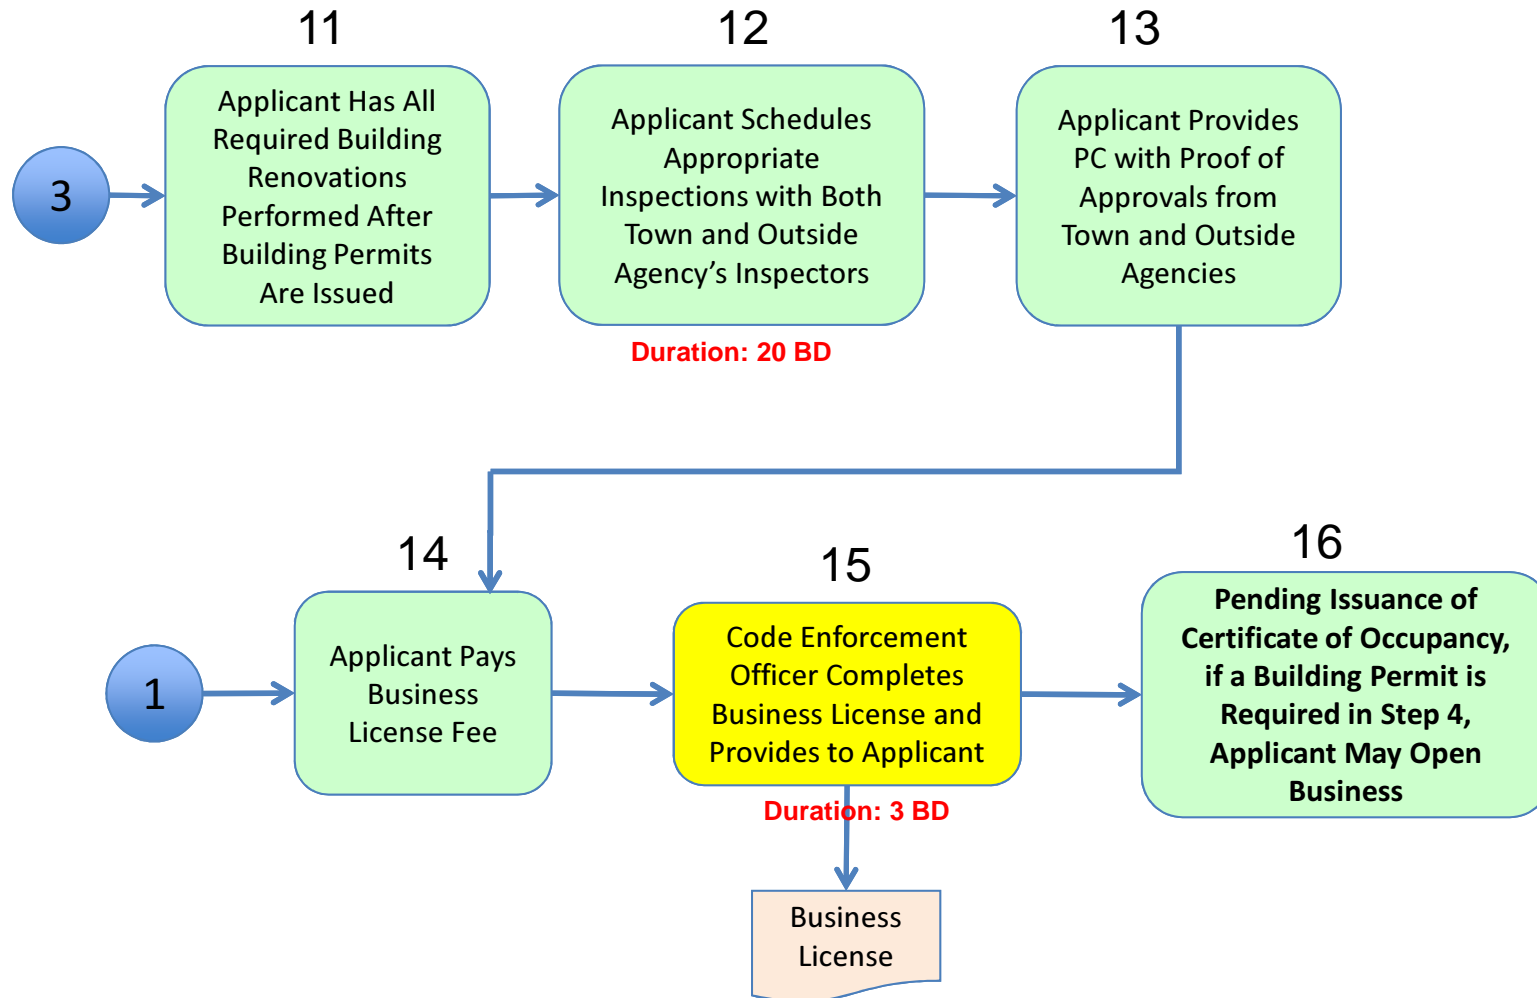 11
12
13
3
Applicant Has All
Required Building
Renovations
Performed After
Building Permits
Are Issued
Applicant Schedules
Appropriate
Inspections with Both
Town and Outside
Agency’s Inspectors
Applicant Provides
PC with Proof of
Approvals from
Town and Outside
Agencies
Duration: 20 BD
14
15
16
1
Applicant Pays
Business
License Fee
Code Enforcement
Officer Completes
Business License and
Provides to Applicant
Pending Issuance of
Certificate of Occupancy,
if a Building Permit is
Required in Step 4,
Applicant May Open
Business
Duration: 3 BD
Business
License